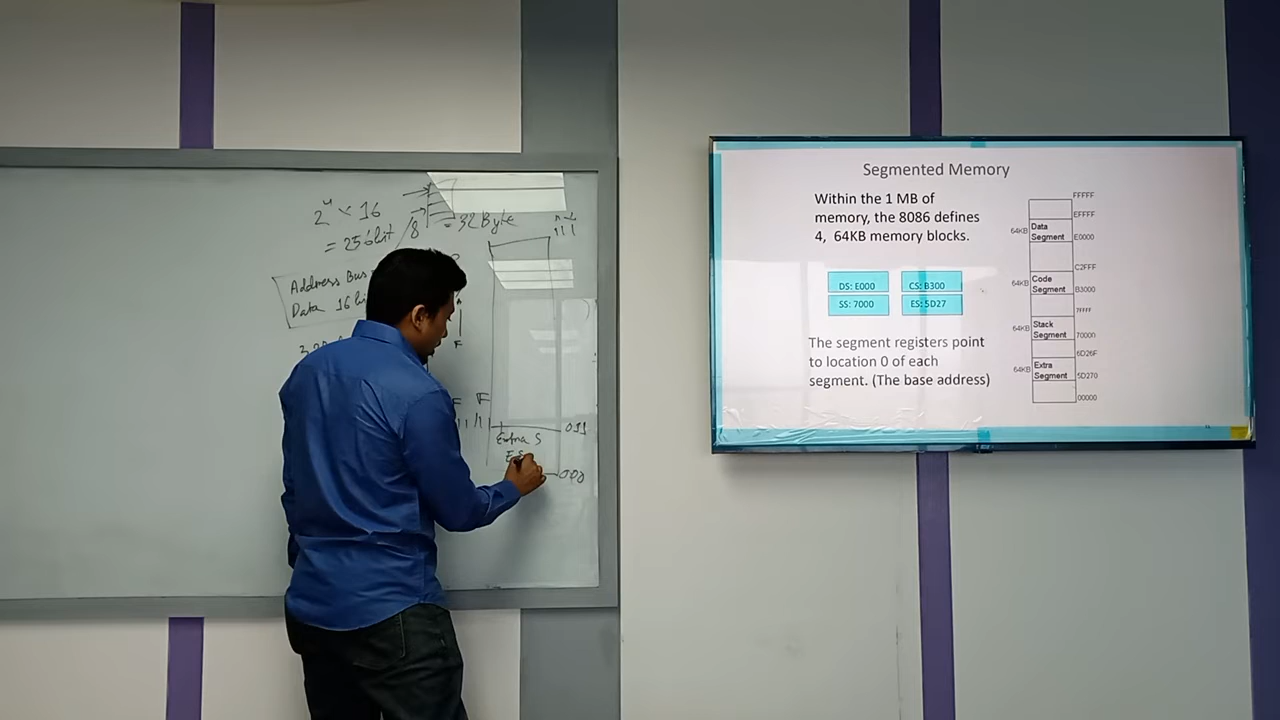 2⁴ × 16
= 256 bit / 8 = 32 Byte
Address Bus
Data 16 bi
F
F F
111
Extra S
ES
011
000
Segmented Memory
Within the 1 MB of
memory, the 8086 defines
4, 64KB memory blocks.
DS: E000 CS: B300
SS: 7000 ES: 5D27
The segment registers point
to location 0 of each
segment. (The base address)
FFFFF
EFFFF
64KB Data
Segment E0000
C2FFF
64KB Code
Segment B3000
7FFFF
64KB Stack
Segment 70000
6D26F
64KB Extra
Segment 5D270
00000